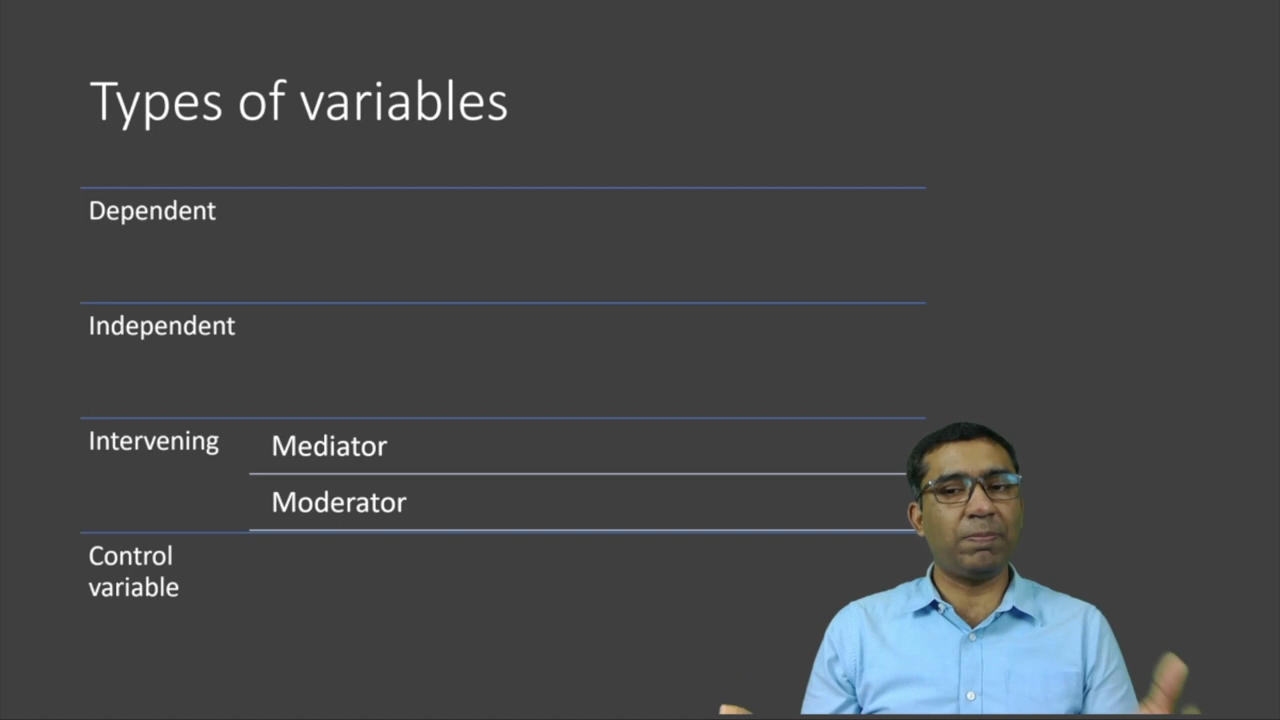 Types of variables
Dependent
Independent
Intervening
Mediator
Moderator
Control
variable